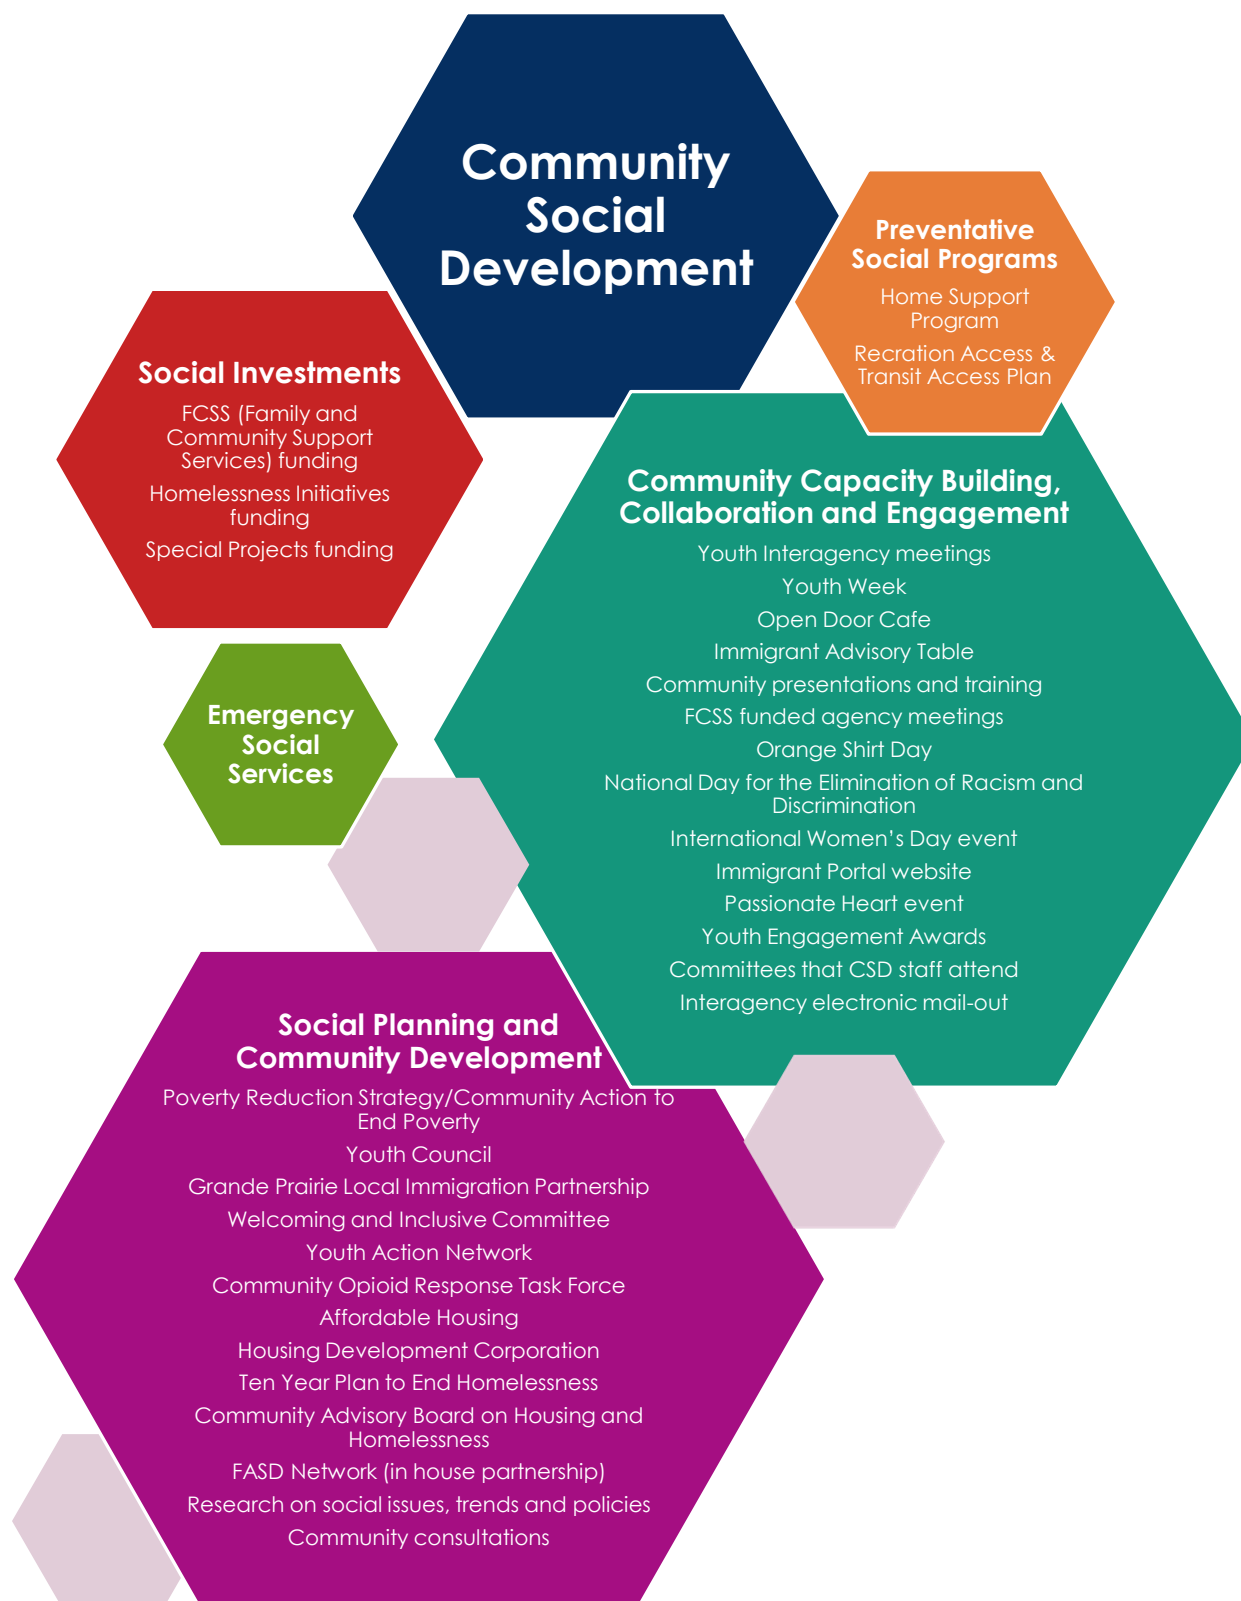 Community
Social
Development
Preventative
Social Programs
Home Support
Program
Recration Access &
Transit Access Plan
Social Investments
FCSS (Family and
Community Support
Services) funding
Homelessness Initiatives
funding
Special Projects funding
Community Capacity Building,
Collaboration and Engagement
Youth Interagency meetings
Youth Week
Open Door Cafe
Immigrant Advisory Table
Community presentations and training
FCSS funded agency meetings
Orange Shirt Day
National Day for the Elimination of Racism and
Discrimination
International Women’s Day event
Immigrant Portal website
Passionate Heart event
Youth Engagement Awards
Committees that CSD staff attend
Interagency electronic mail-out
Emergency
Social
Services
Social Planning and
Community Development
Poverty Reduction Strategy/Community Action to
End Poverty
Youth Council
Grande Prairie Local Immigration Partnership
Welcoming and Inclusive Committee
Youth Action Network
Community Opioid Response Task Force
Affordable Housing
Housing Development Corporation
Ten Year Plan to End Homelessness
Community Advisory Board on Housing and
Homelessness
FASD Network (in house partnership)
Research on social issues, trends and policies
Community consultations